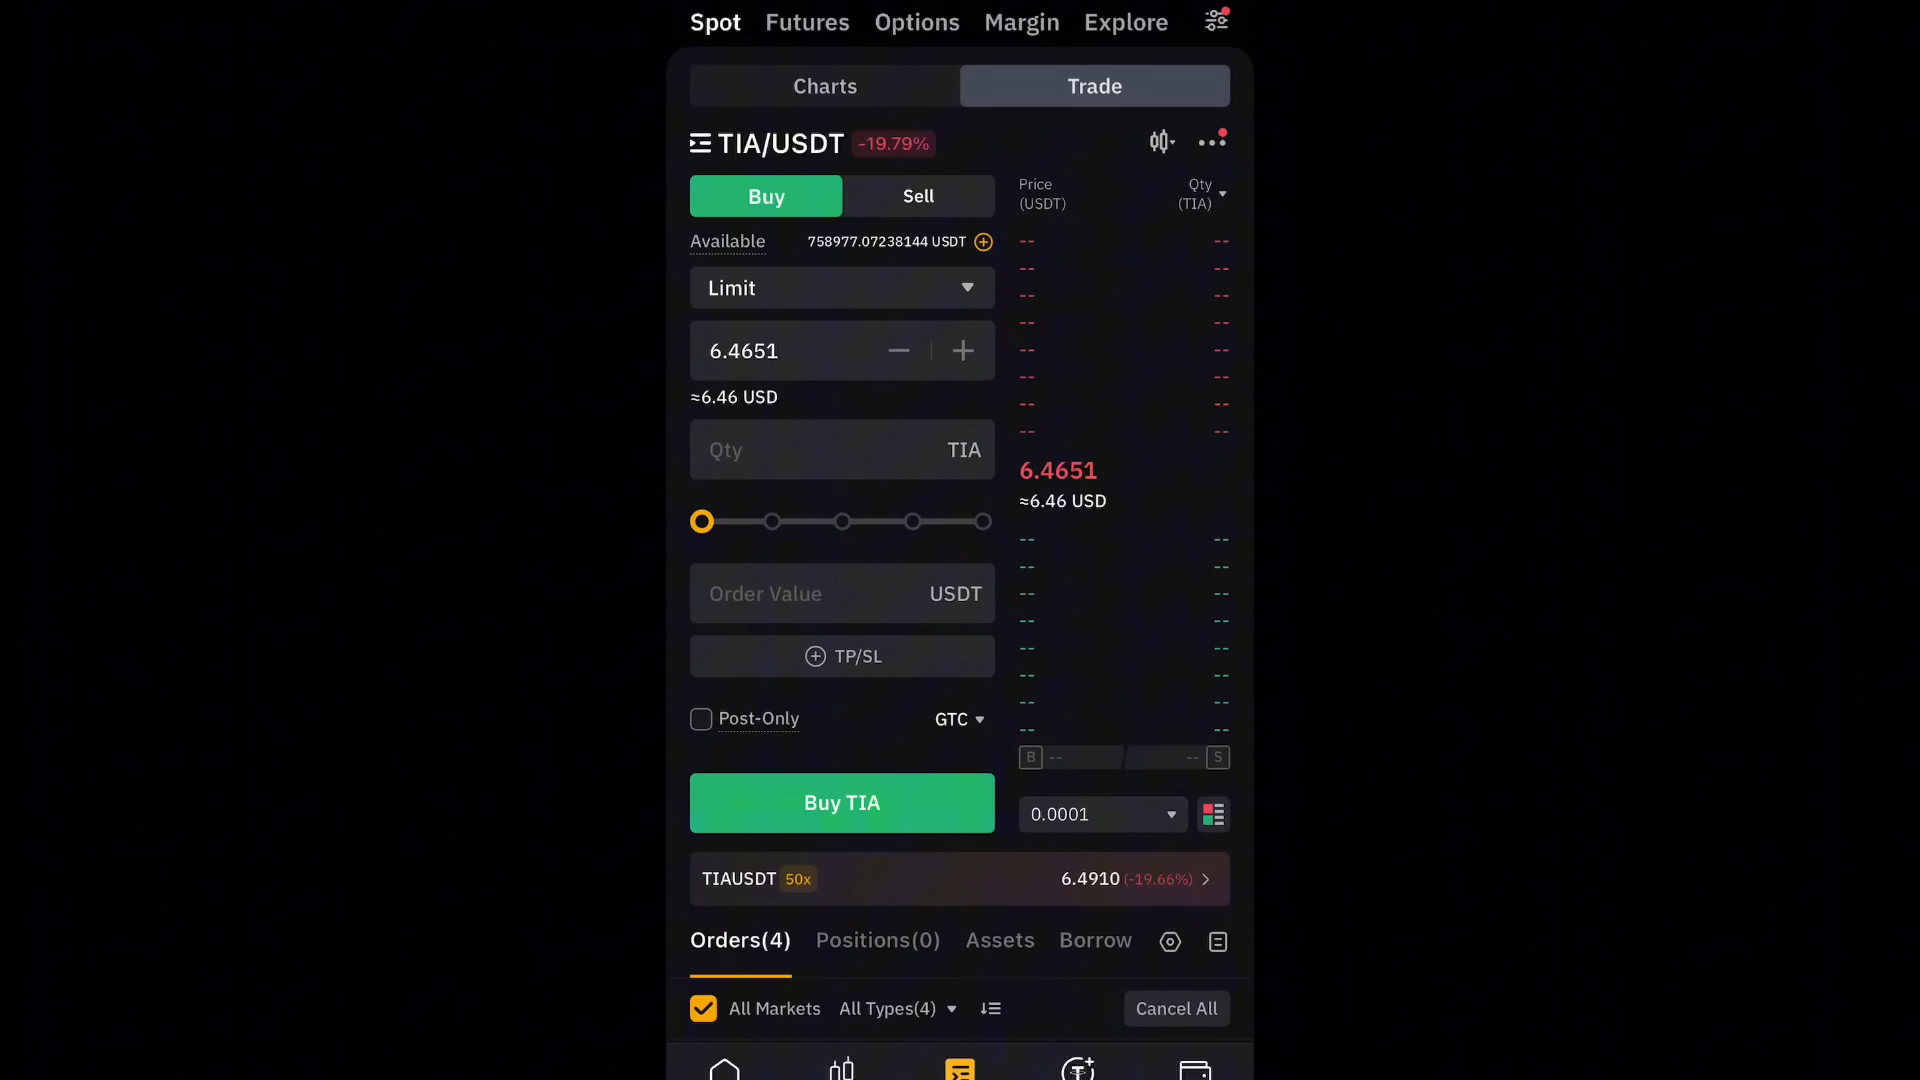 Spot Futures Options Margin Explore
Charts Trade
TIA/USDT -19.79%
Buy Sell
Price Qty
(USDT) (TIA)
Available 758977.07238144 USDT
-- --
Limit
-- --
-- --
6.4651
-- --
-- --
≈6.46 USD
-- --
-- --
Qty TIA
-- --
6.4651
≈6.46 USD
-- --
-- --
Order Value USDT
-- --
-- --
TP/SL
-- --
-- --
Post-Only GTC
-- --
-- --
B -- -- S
Buy TIA
0.0001
TIAUSDT 50x 6.4910 (-19.66%)
Orders(4) Positions(0) Assets Borrow
All Markets All Types(4) Cancel All